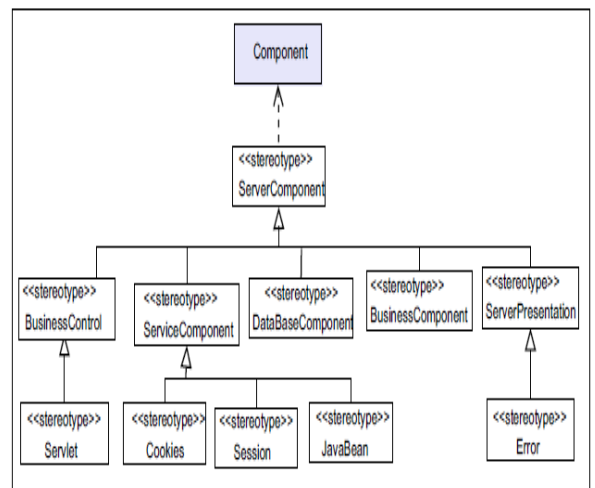 Component
<<stereotype>>
ServerComponent
<<stereotype>>
BusinessControl
<<stereotype>>
ServiceComponent
<<stereotype>>
DataBaseComponent
<<stereotype>>
BusinessComponent
<<stereotype>>
ServerPresentation
<<stereotype>>
Servlet
<<stereotype>>
Cookies
<<stereotype>>
Session
<<stereotype>>
JavaBean
<<stereotype>>
Error